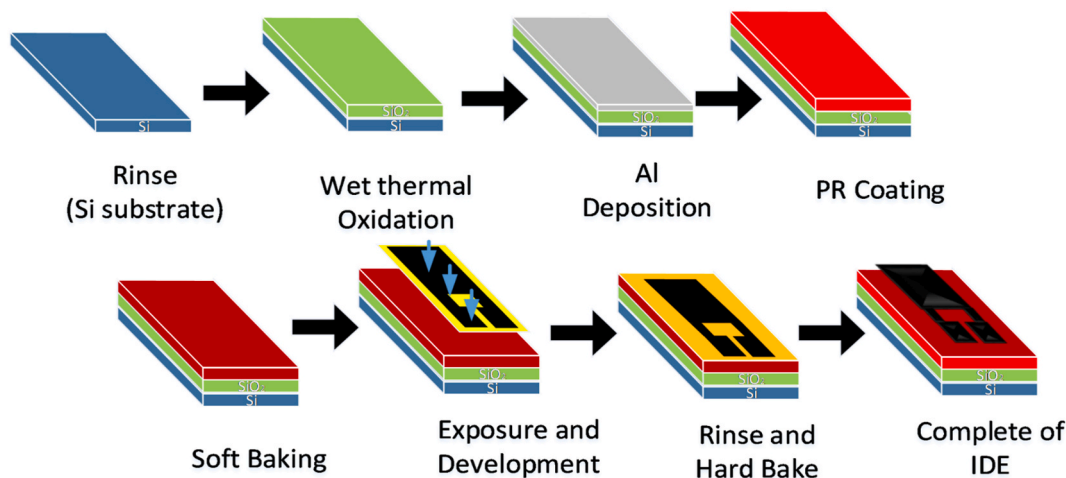 Si
SiO₂
Si
SiO₂
Si
SiO₂
Si
Rinse
(Si substrate)
Wet thermal
Oxidation
Al
Deposition
PR Coating
SiO₂
Si
SiO₂
Si
SiO₂
Si
SiO₂
Si
Soft Baking
Exposure and
Development
Rinse and
Hard Bake
Complete of
IDE